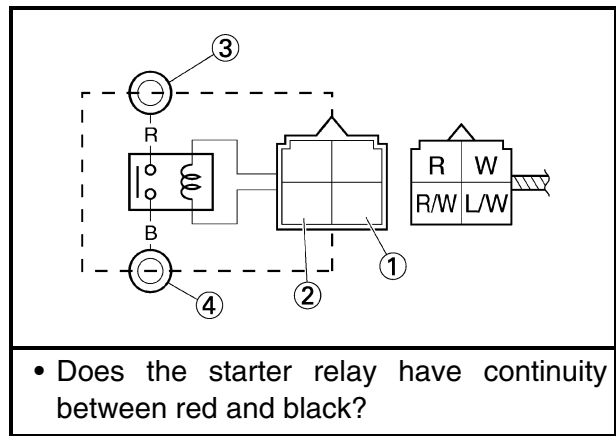 ③
R
B
④
②
①
R W
R/W L/W
• Does the starter relay have continuity
between red and black?